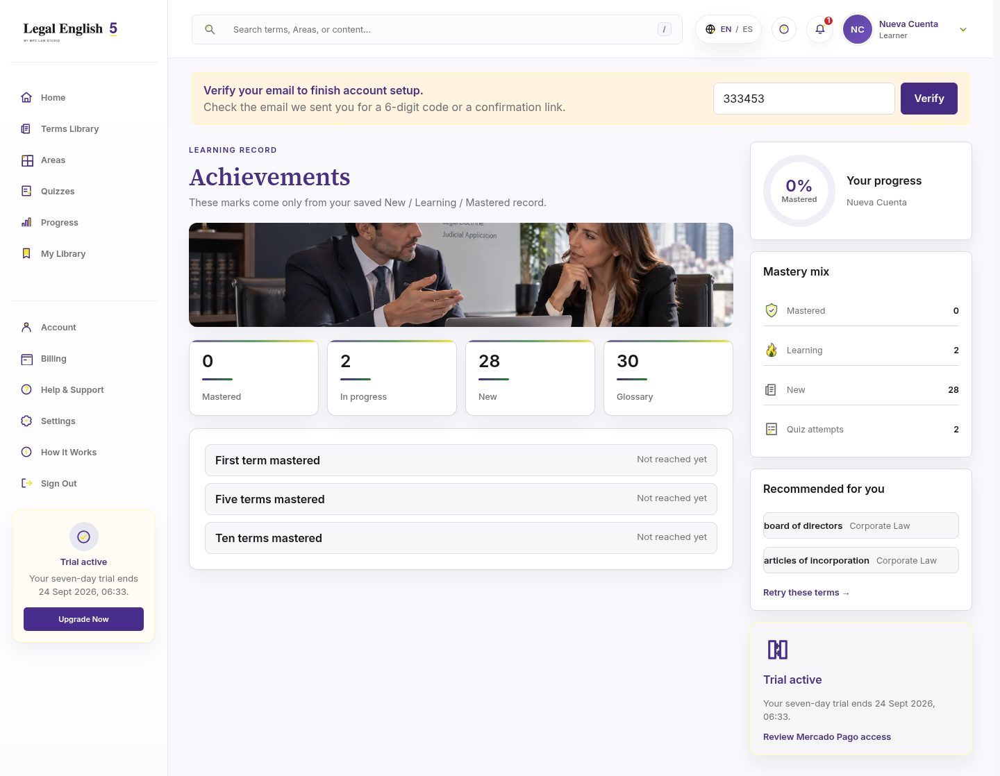 Legal English 5
BY MPC LAW STUDIO
Home
Terms Library
Areas
Quizzes
Progress
My Library
Account
Billing
Help & Support
Settings
How It Works
Sign Out
Trial active
Your seven-day trial ends
24 Sept 2026, 06:33.
Upgrade Now
Search terms, Areas, or content...
/
EN / ES
1
NC
Nueva Cuenta
Learner
Verify your email to finish account setup.
Check the email we sent you for a 6-digit code or a confirmation link.
333453
Verify
LEARNING RECORD
Achievements
These marks come only from your saved New / Learning / Mastered record.
Legal Doctrine
Judicial Application
0
Mastered
2
In progress
28
New
30
Glossary
First term mastered
Not reached yet
Five terms mastered
Not reached yet
Ten terms mastered
Not reached yet
0%
Mastered
Your progress
Nueva Cuenta
Mastery mix
Mastered 0
Learning 2
New 28
Quiz attempts 2
Recommended for you
board of directors Corporate Law
articles of incorporation Corporate Law
Retry these terms →
Trial active
Your seven-day trial ends 24 Sept 2026,
06:33.
Review Mercado Pago access